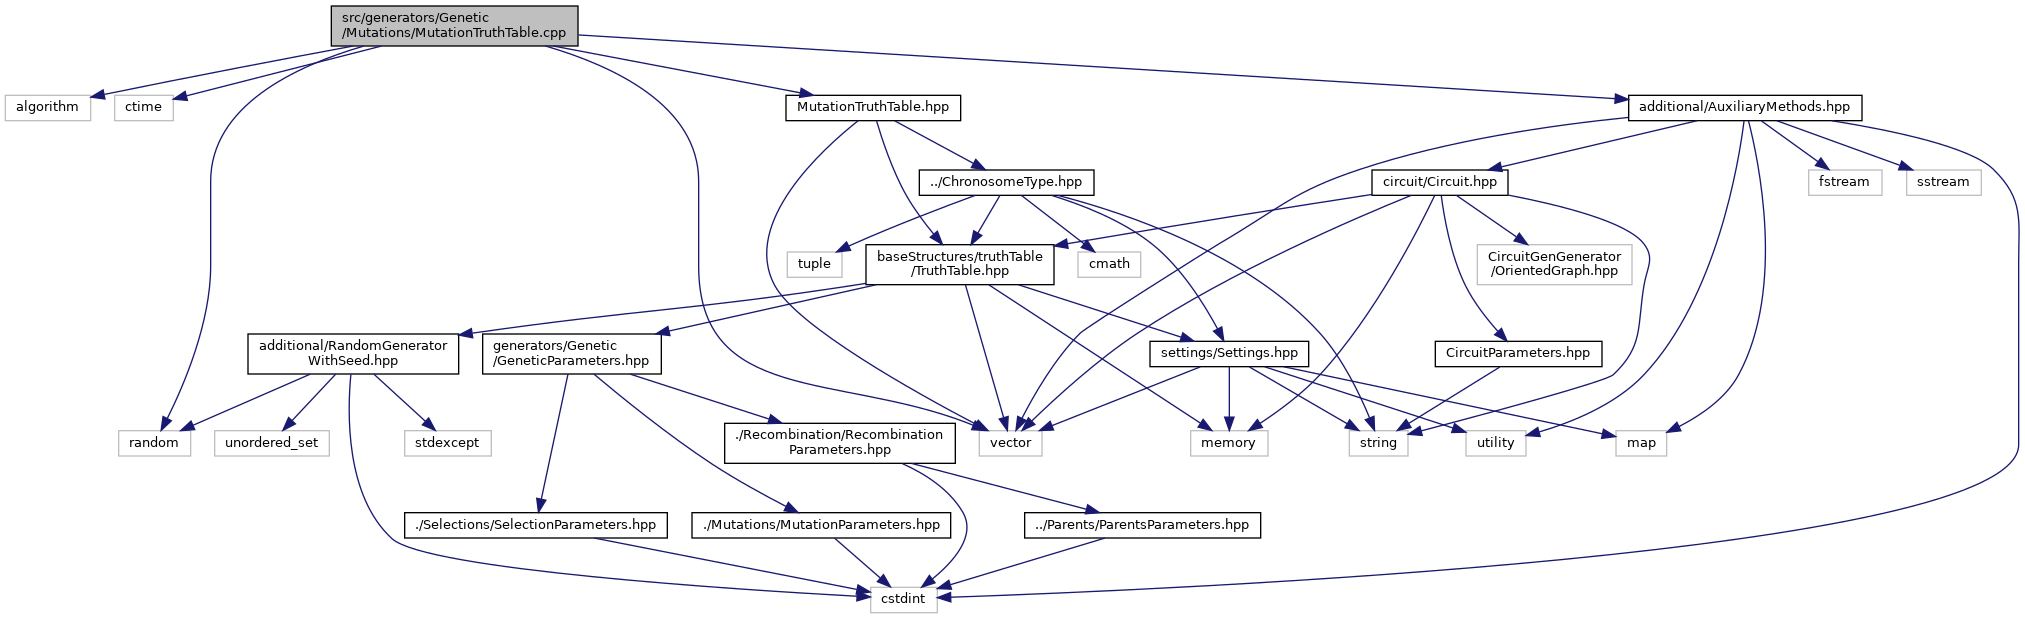 src/generators/Genetic
/Mutations/MutationTruthTable.cpp
algorithm
ctime
MutationTruthTable.hpp
additional/AuxiliaryMethods.hpp
../ChronosomeType.hpp
circuit/Circuit.hpp
fstream
sstream
tuple
baseStructures/truthTable
/TruthTable.hpp
cmath
CircuitGenGenerator
/OrientedGraph.hpp
additional/RandomGenerator
WithSeed.hpp
generators/Genetic
/GeneticParameters.hpp
settings/Settings.hpp
CircuitParameters.hpp
random
unordered_set
stdexcept
./Recombination/Recombination
Parameters.hpp
vector
memory
string
utility
map
./Selections/SelectionParameters.hpp
./Mutations/MutationParameters.hpp
../Parents/ParentsParameters.hpp
cstdint